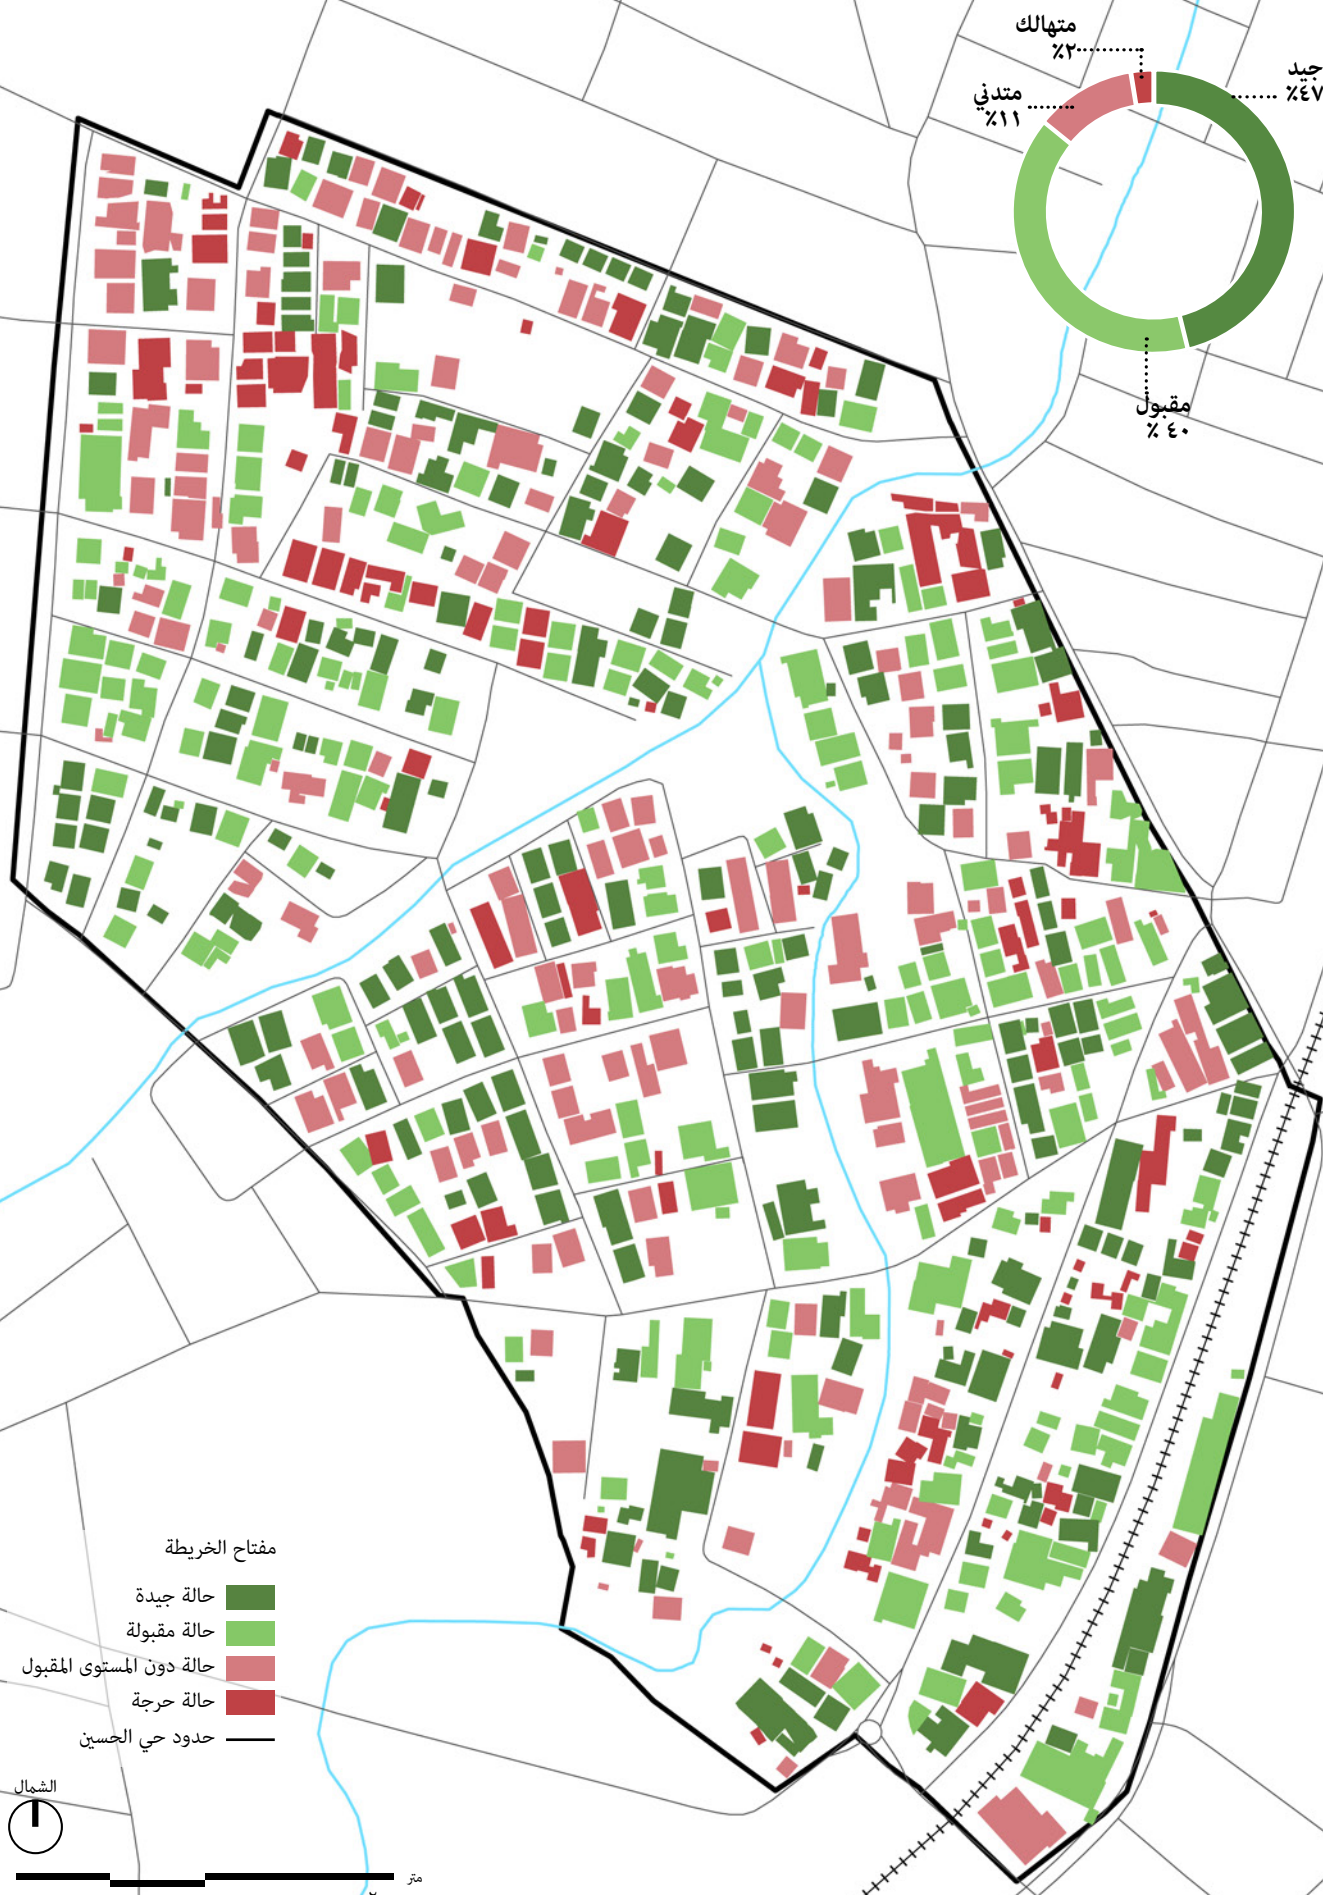 متهالك
٪٢
جيد
٪٤٧
متدني
٪١١
مقبول
٤٠ ٪
مفتاح الخريطة
حالة جيدة
حالة مقبولة
حالة دون المستوى المقبول
حالة حرجة
حدود حي الحسين
الشمال
متر